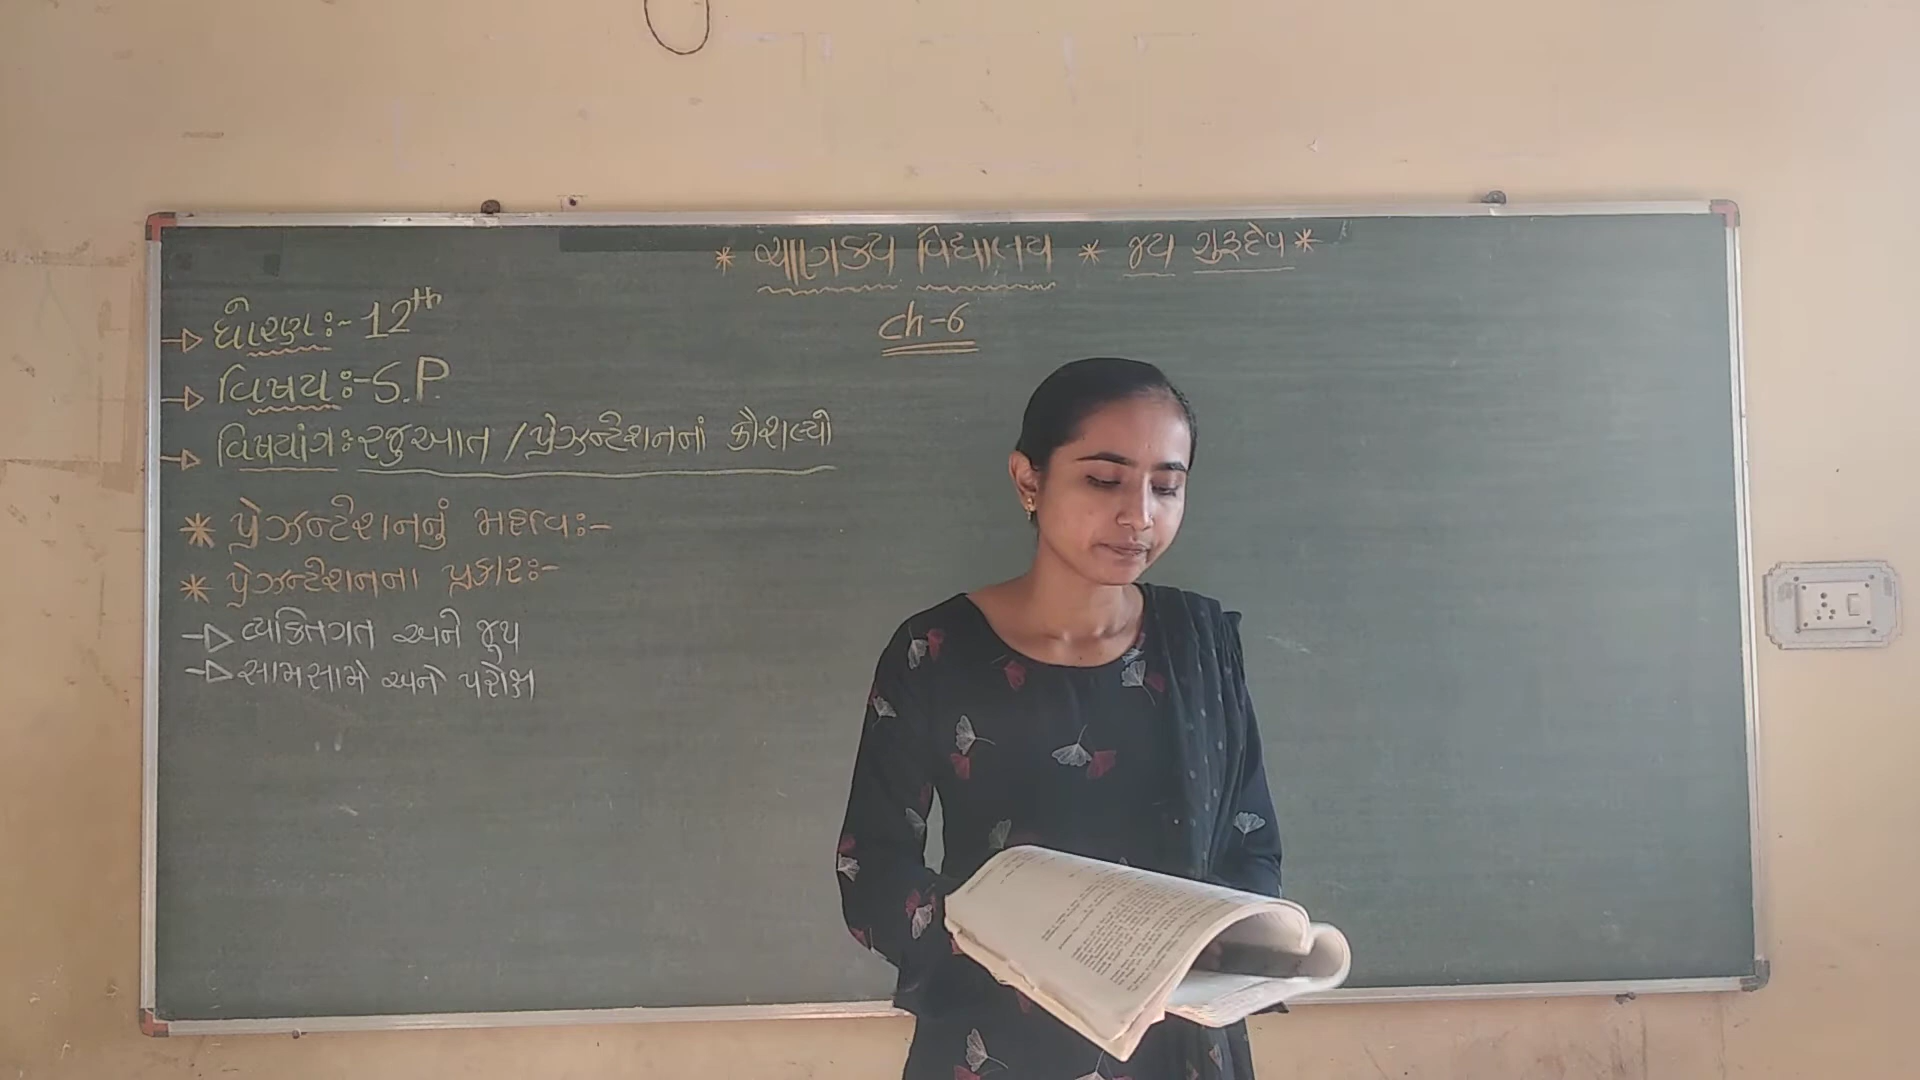 * ચાણક્ય વિદ્યાલય * જય ગુરૂદેવ *
ch-6
→ ધોરણ :- 12th
→ વિષય :- S.P.
→ વિષયાંગ : રજુઆત / પ્રેઝન્ટેશનનાં કૌશલ્યો
* પ્રેઝન્ટેશનનું મહત્વ :-
* પ્રેઝન્ટેશનના પ્રકાર :-
→ વ્યક્તિગત અને જુથ
→ સામસામે અને પરોક્ષ